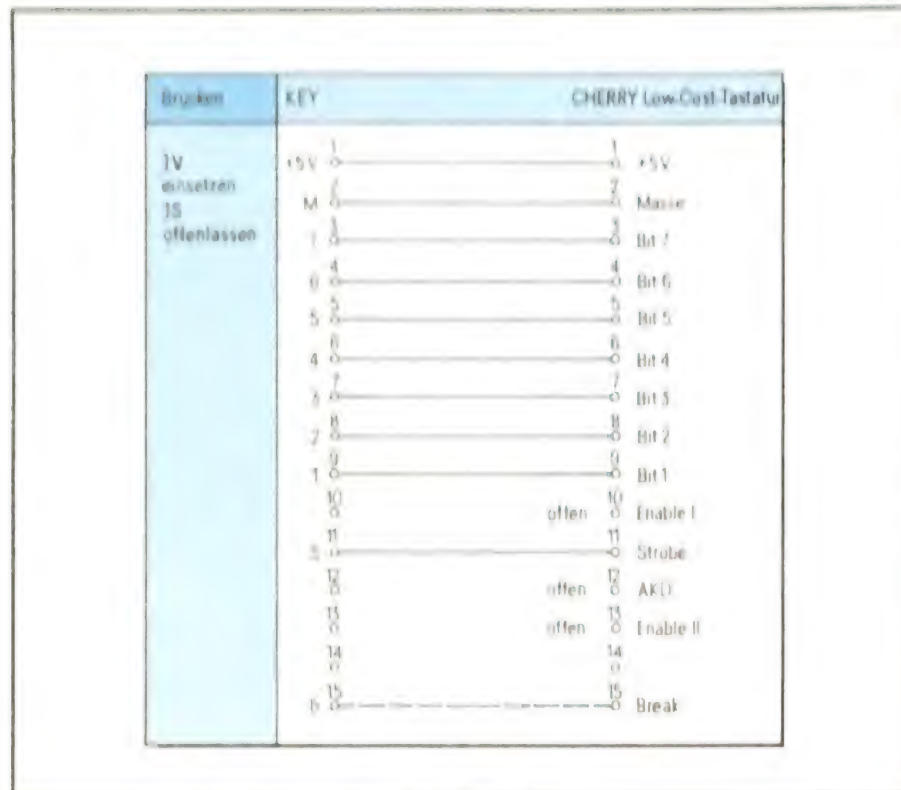 Brücken KEY CHERRY Low-Cost-Tastatur
JV
einsetzen
JS
offenlassen
1 1
+5V +5V
2 2
M Masse
3 3
7 Bit 7
4 4
6 Bit 6
5 5
5 Bit 5
6 6
4 Bit 4
7 7
3 Bit 3
8 8
2 Bit 2
9 9
1 Bit 1
10 10
offen Enable I
11 11
S Strobe
12 12
offen AKD
13 13
offen Enable II
14 14
15 15
B Break